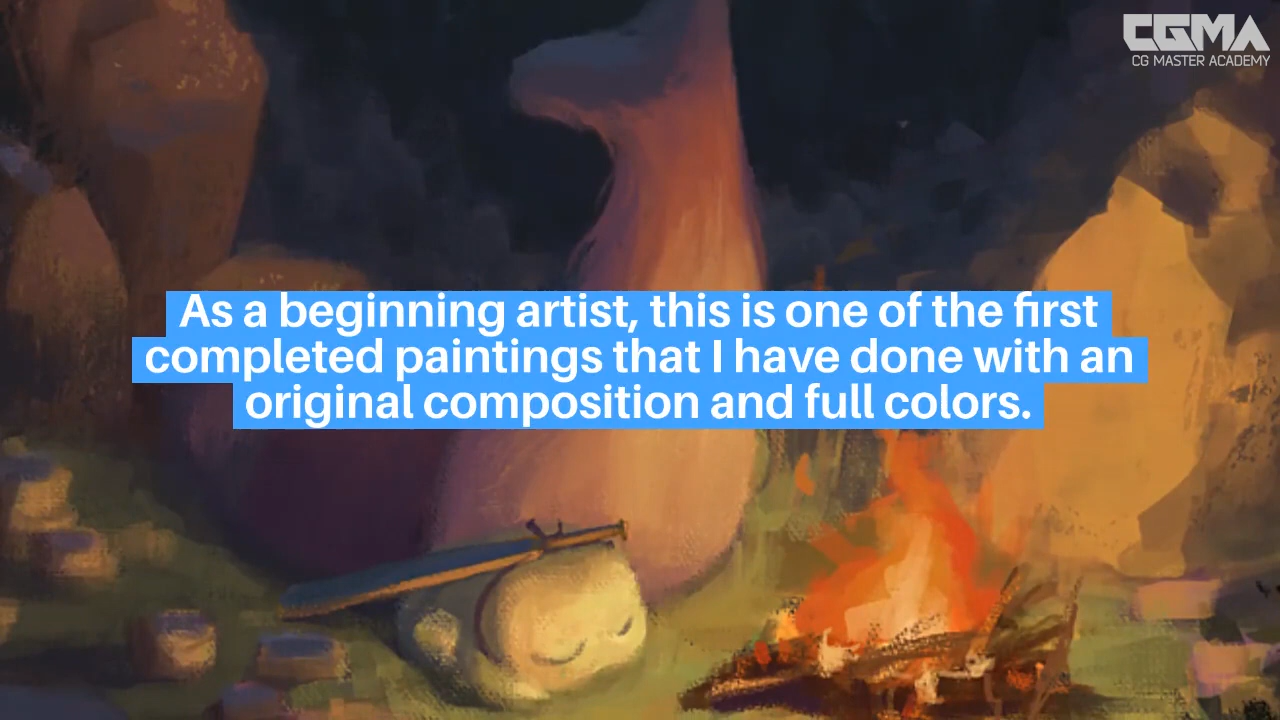 CGMA
CG MASTER ACADEMY
As a beginning artist, this is one of the first
completed paintings that I have done with an
original composition and full colors.